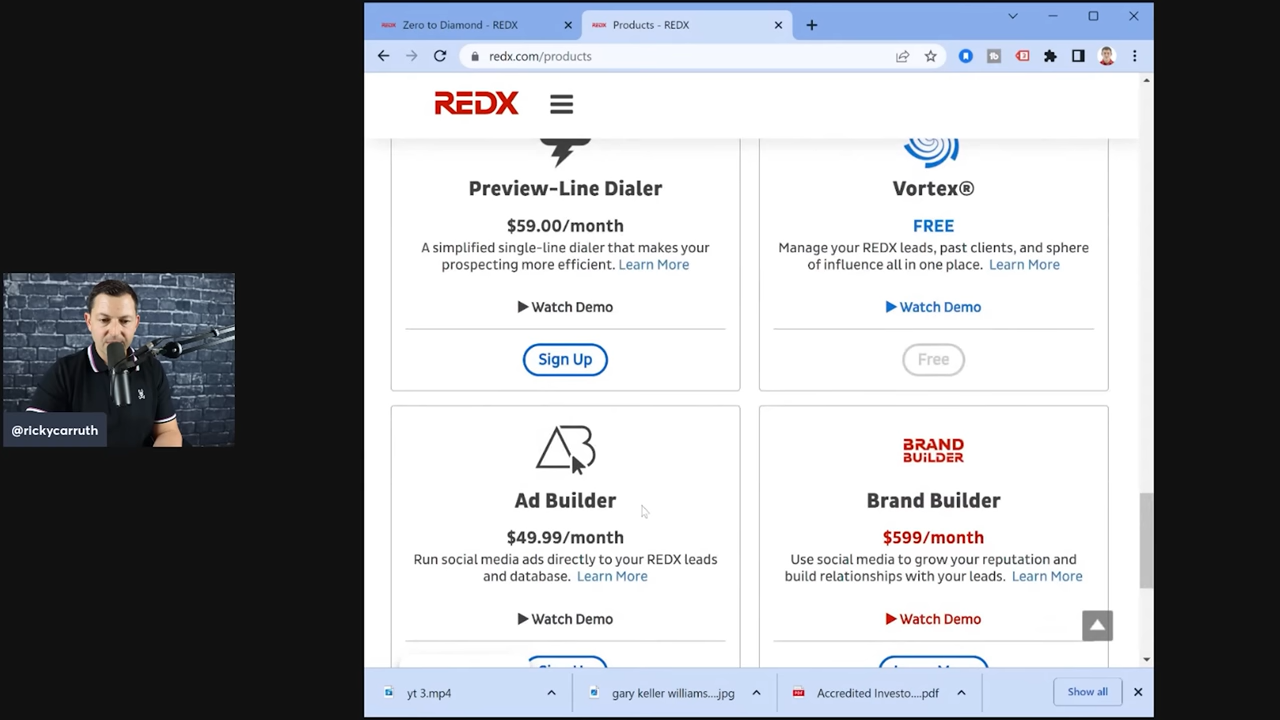 REDX Zero to Diamond - REDX
REDX Products - REDX
redx.com/products
REDX
Preview-Line Dialer
$59.00/month
A simplified single-line dialer that makes your
prospecting more efficient. Learn More
Watch Demo
Sign Up
Vortex®
FREE
Manage your REDX leads, past clients, and sphere
of influence all in one place. Learn More
Watch Demo
Free
@rickycarruth
AB
Ad Builder
$49.99/month
Run social media ads directly to your REDX leads
and database. Learn More
Watch Demo
BRAND
BUILDER
Brand Builder
$599/month
Use social media to grow your reputation and
build relationships with your leads. Learn More
Watch Demo
yt 3.mp4
gary keller williams....jpg
Accredited Investo....pdf
Show all